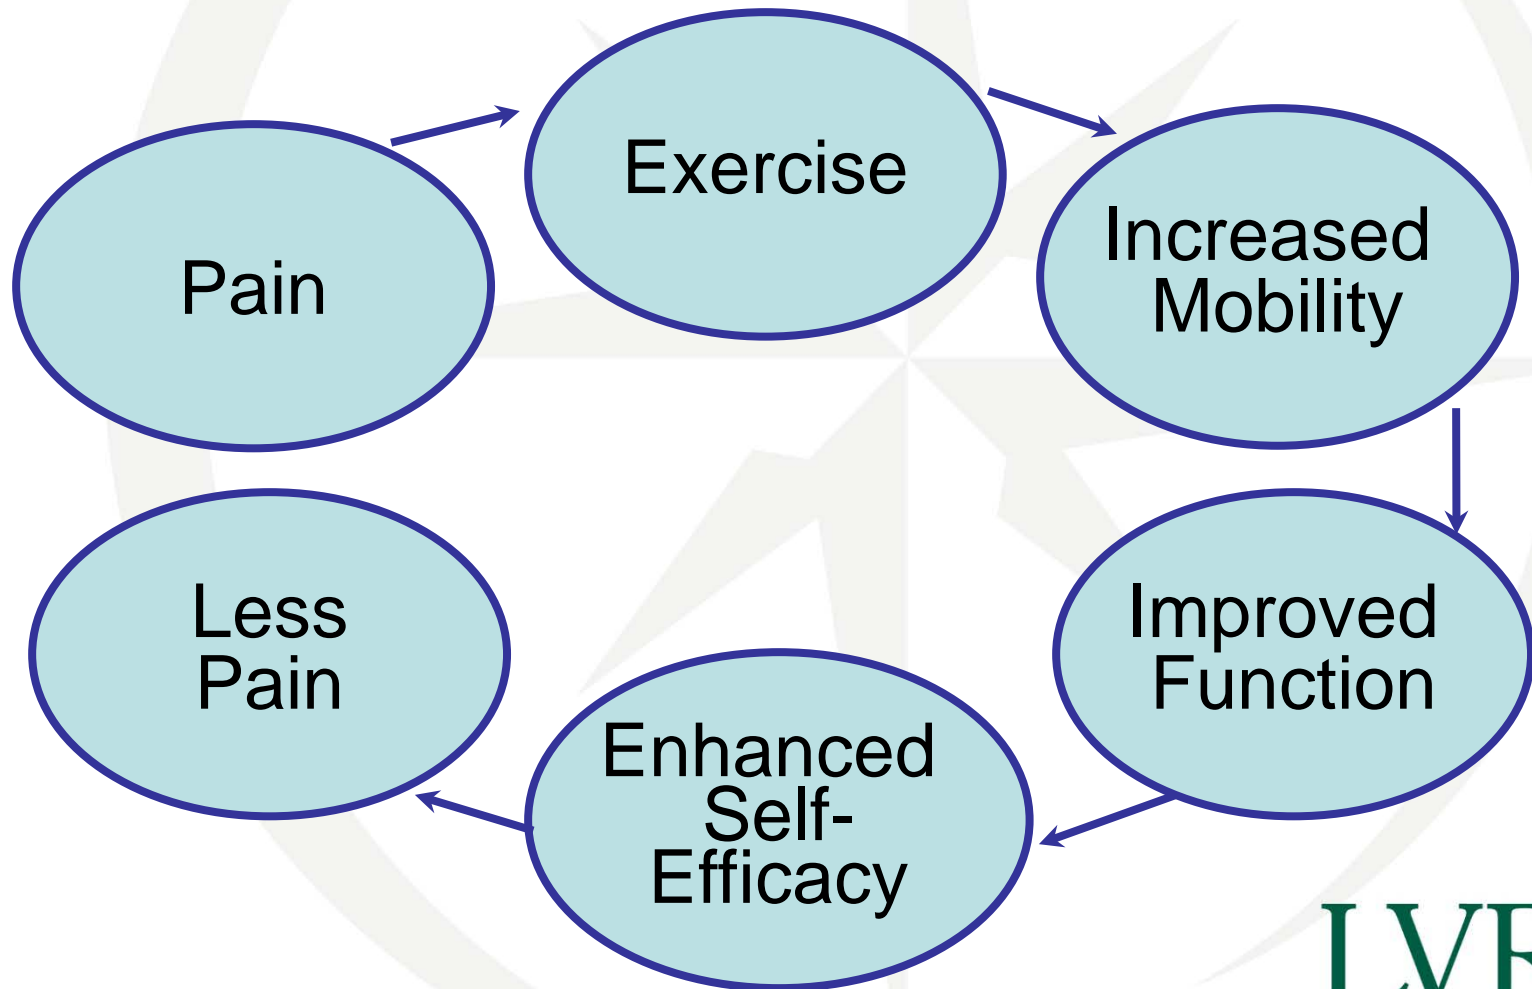 Pain
Exercise
Increased
Mobility
Improved
Function
Enhanced
Self-
Efficacy
Less
Pain